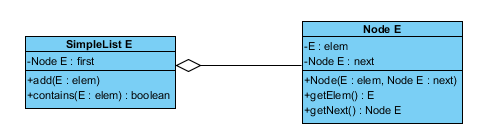 SimpleList E
-Node E : first
+add(E : elem)
+contains(E : elem) : boolean
Node E
-E : elem
-Node E : next
+Node(E : elem, Node E : next)
+getElem() : E
+getNext() : Node E